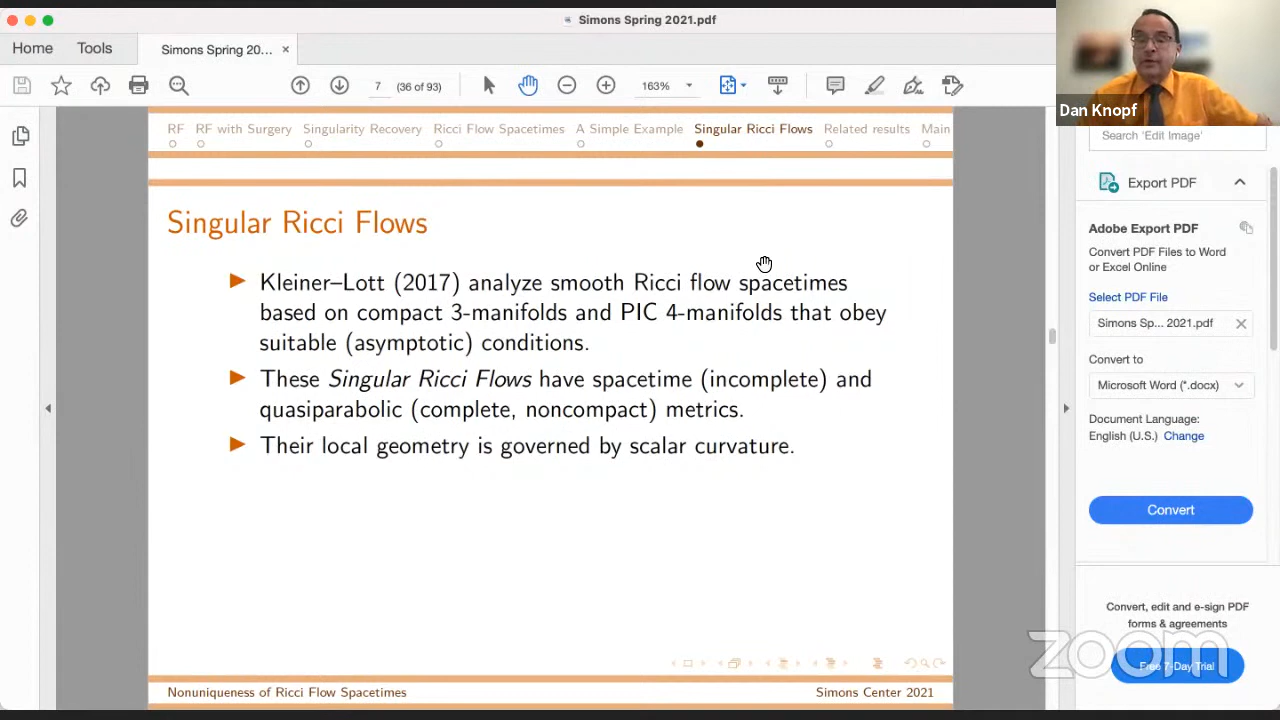 Simons Spring 2021.pdf
Home Tools Simons Spring 20... ×
7 (36 of 93) 163%
Dan Knopf
RF RF with Surgery Singularity Recovery Ricci Flow Spacetimes A Simple Example Singular Ricci Flows Related results Main
Singular Ricci Flows
Kleiner–Lott (2017) analyze smooth Ricci flow spacetimes
based on compact 3-manifolds and PIC 4-manifolds that obey
suitable (asymptotic) conditions.
These Singular Ricci Flows have spacetime (incomplete) and
quasiparabolic (complete, noncompact) metrics.
Their local geometry is governed by scalar curvature.
Nonuniqueness of Ricci Flow Spacetimes Simons Center 2021
Search 'Edit Image'
Export PDF
Adobe Export PDF
Convert PDF Files to Word
or Excel Online
Select PDF File
Simons Sp... 2021.pdf
Convert to
Microsoft Word (*.docx)
Document Language:
English (U.S.) Change
Convert
Convert, edit and e-sign PDF
forms & agreements
Free 7-Day Trial
zoom